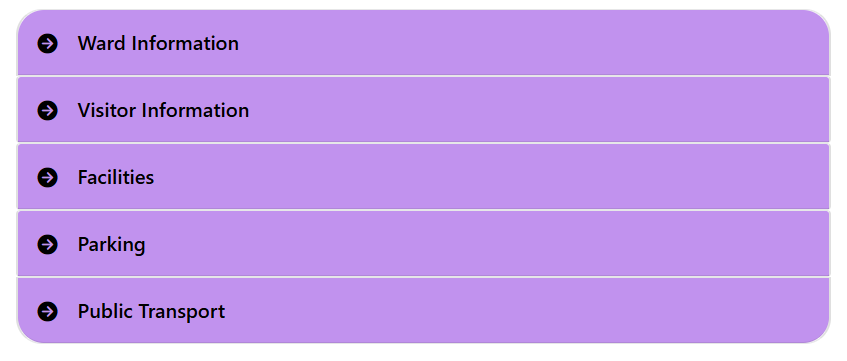 Ward Information
Visitor Information
Facilities
Parking
Public Transport